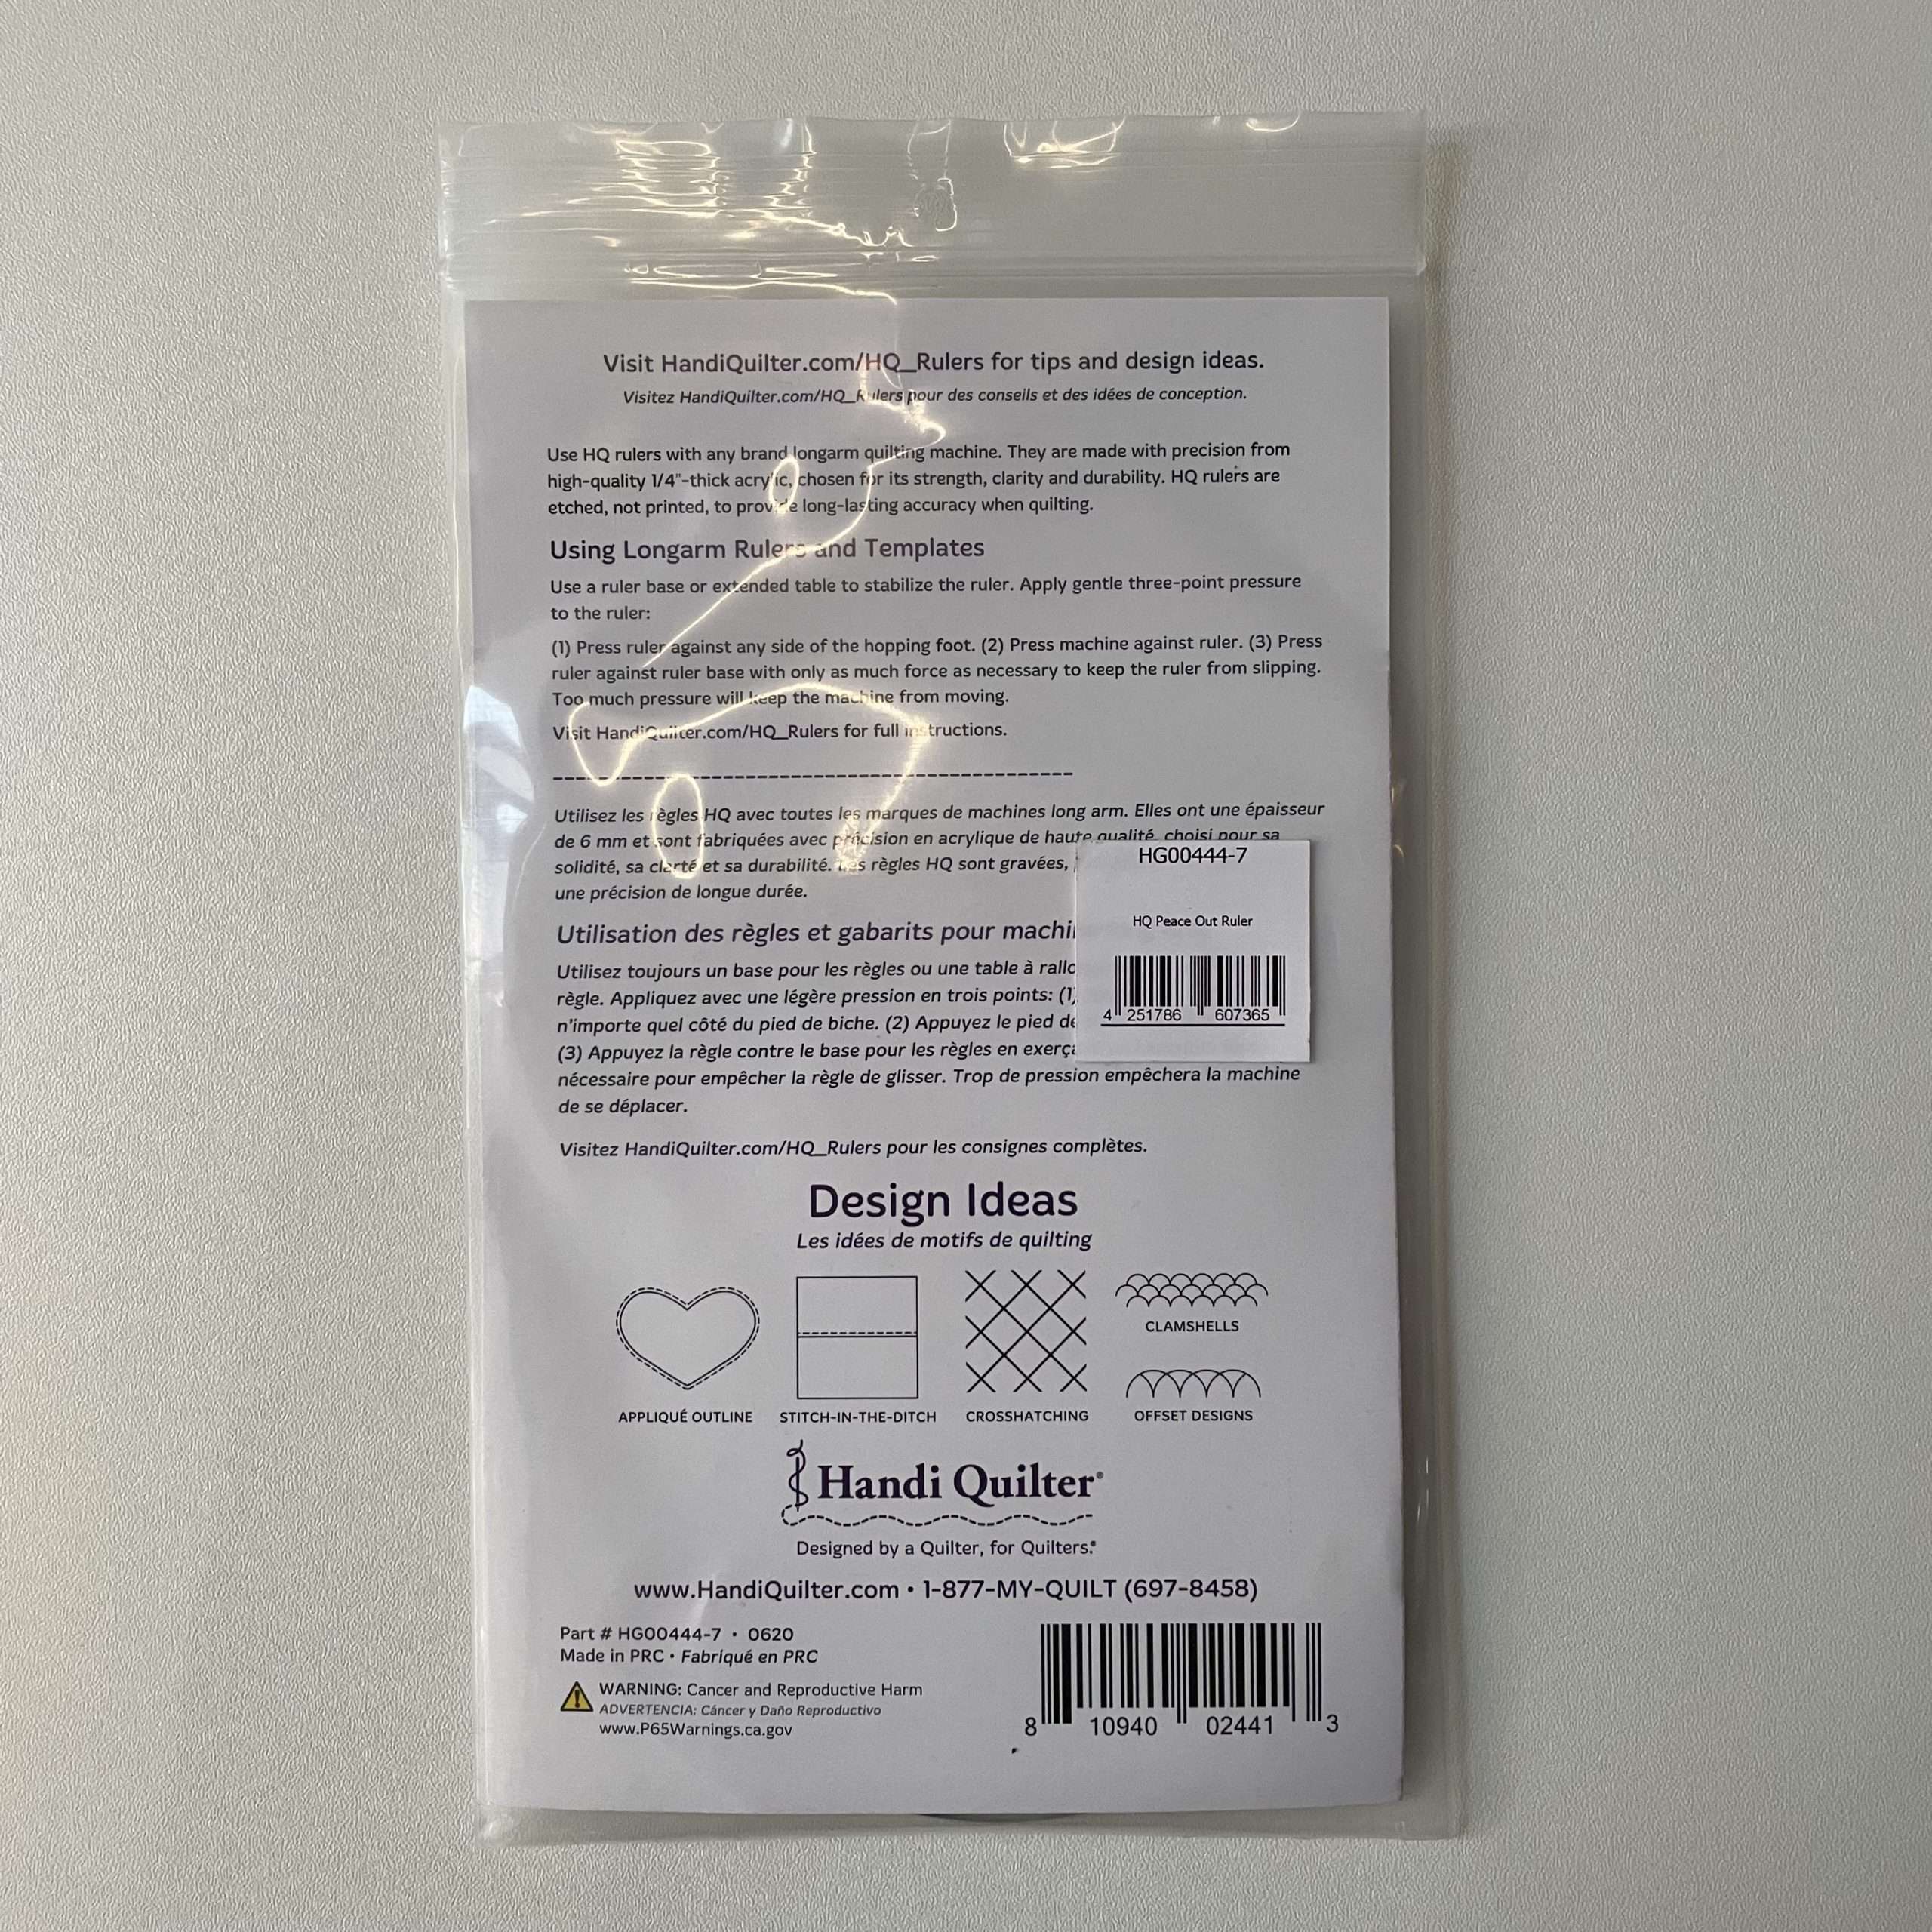 Visit HandiQuilter.com/HQ_Rulers for tips and design ideas.
Visitez HandiQuilter.com/HQ_Rulers pour des conseils et des idées de conception.
Use HQ rulers with any brand longarm quilting machine. They are made with precision from
high-quality 1/4"-thick acrylic, chosen for its strength, clarity and durability. HQ rulers are
etched, not printed, to provide long-lasting accuracy when quilting.
Using Longarm Rulers and Templates
Use a ruler base or extended table to stabilize the ruler. Apply gentle three-point pressure
to the ruler:
(1) Press ruler against any side of the hopping foot. (2) Press machine against ruler. (3) Press
ruler against ruler base with only as much force as necessary to keep the ruler from slipping.
Too much pressure will keep the machine from moving.
Visit HandiQuilter.com/HQ_Rulers for full instructions.
Utilisez les règles HQ avec toutes les marques de machines long arm. Elles ont une épaisseur
de 6 mm et sont fabriquées avec précision en acrylique de haute qualité, choisi pour sa
solidité, sa clarté et sa durabilité. Les règles HQ sont gravées,
une précision de longue durée.
Utilisation des règles et gabarits pour
Utilisez toujours un base pour les règles ou une table à
règle. Appliquez avec une légère pression en trois points: (1)
n'importe quel côté du pied de biche. (2) Appuyez le pied
(3) Appuyez la règle contre le base pour les règles en
nécessaire pour empêcher la règle de glisser. Trop de pression empêchera la machine
de se déplacer.
Visitez HandiQuilter.com/HQ_Rulers pour les consignes complètes.
HG00444-7
HQ Peace Out Ruler
4 251786 607365
Design Ideas
Les idées de motifs de quilting
CLAMSHELLS
APPLIQUÉ OUTLINE STITCH-IN-THE-DITCH CROSSHATCHING OFFSET DESIGNS
Handi Quilter®
Designed by a Quilter, for Quilters.®
www.HandiQuilter.com • 1-877-MY-QUILT (697-8458)
Part # HG00444-7 • 0620
Made in PRC • Fabriqué en PRC
WARNING: Cancer and Reproductive Harm
ADVERTENCIA: Cáncer y Daño Reproductivo
www.P65Warnings.ca.gov
8 10940 02441 3